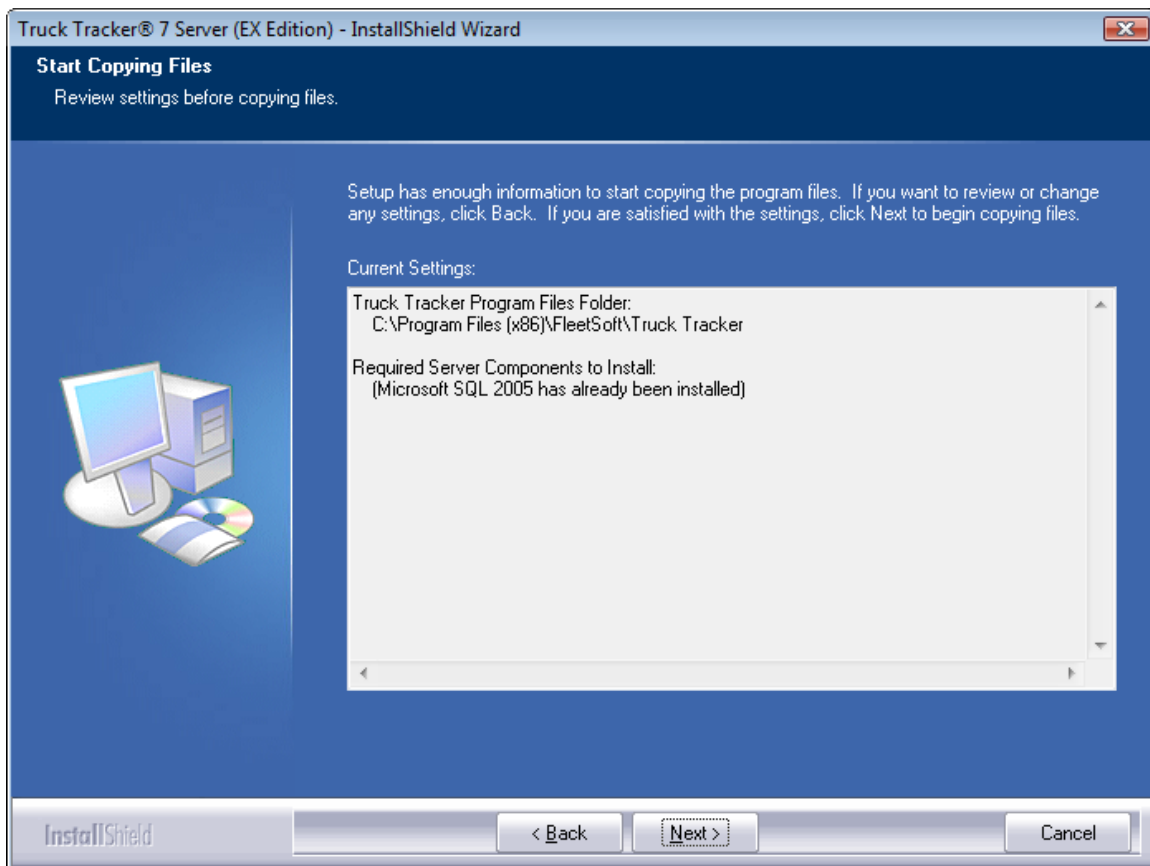 Truck Tracker® 7 Server (EX Edition) - InstallShield Wizard
Start Copying Files
Review settings before copying files.
Setup has enough information to start copying the program files. If you want to review or change
any settings, click Back. If you are satisfied with the settings, click Next to begin copying files.
Current Settings:
Truck Tracker Program Files Folder:
C:\Program Files (x86)\FleetSoft\Truck Tracker
Required Server Components to Install:
(Microsoft SQL 2005 has already been installed)
InstallShield
< Back
Next >
Cancel